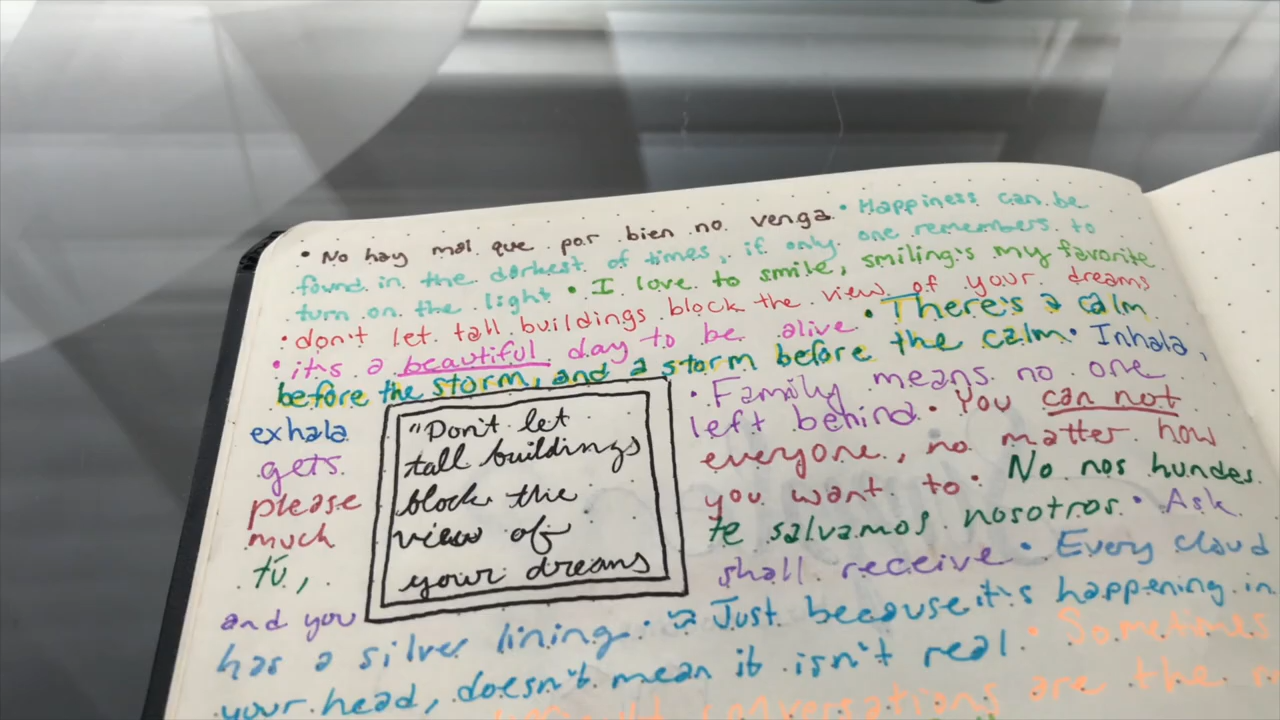 • No hay mal que por bien no venga • Happiness can be
found in the darkest of times, if only one remembers to
turn on the light • I love to smile, smiling's my favorite
• don't let tall buildings block the view of your dreams
• it's a beautiful day to be alive • There's a calm
before the storm, and a storm before the calm • Inhala,
exhala • Family means no one
gets left behind • You can not
please everyone, no matter how
much you want to • No nos hundes
tú, te salvamos nosotros • Ask
and you shall receive • Every cloud
has a silver lining • Just because it's happening in
your head, doesn't mean it isn't real • Sometimes
conversations are the
"Don't let
tall buildings
block the
view of
your dreams